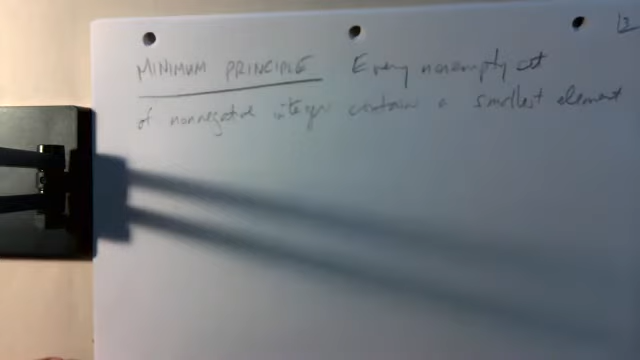 MINIMUM PRINCIPLE Every nonempty set
of nonnegative integers contains a smallest element